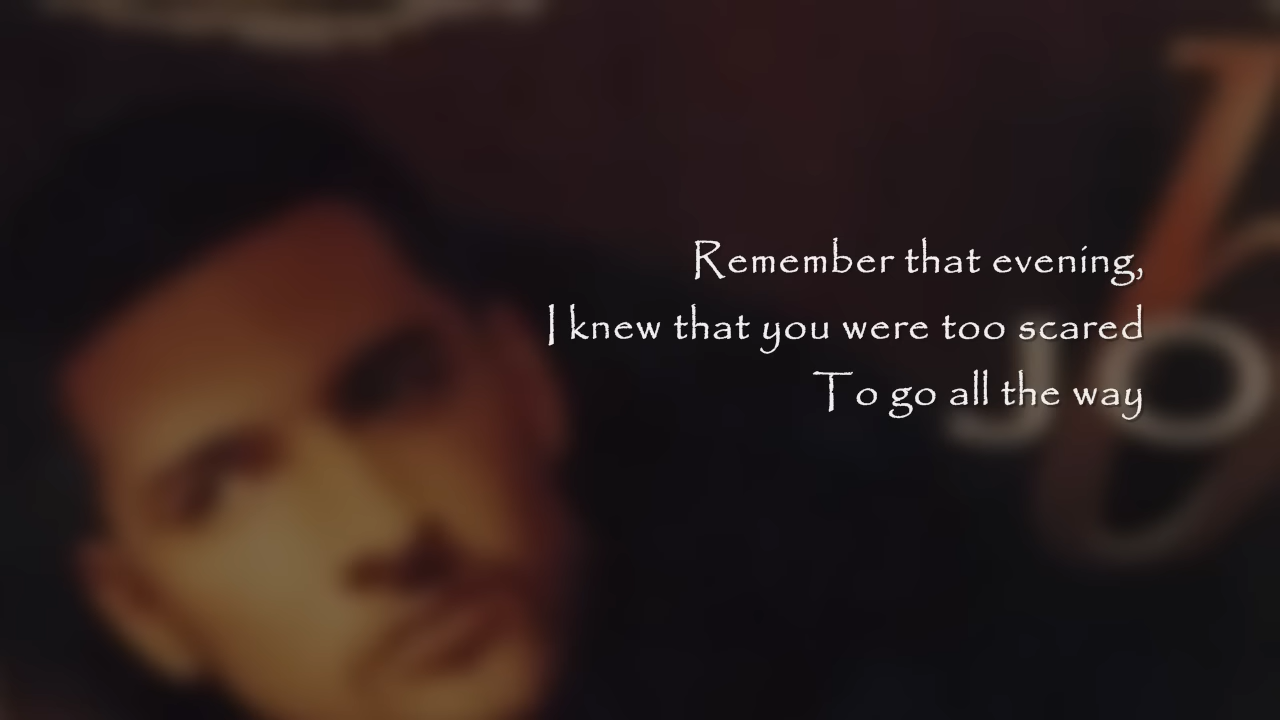 Remember that evening,
I knew that you were too scared
To go all the way